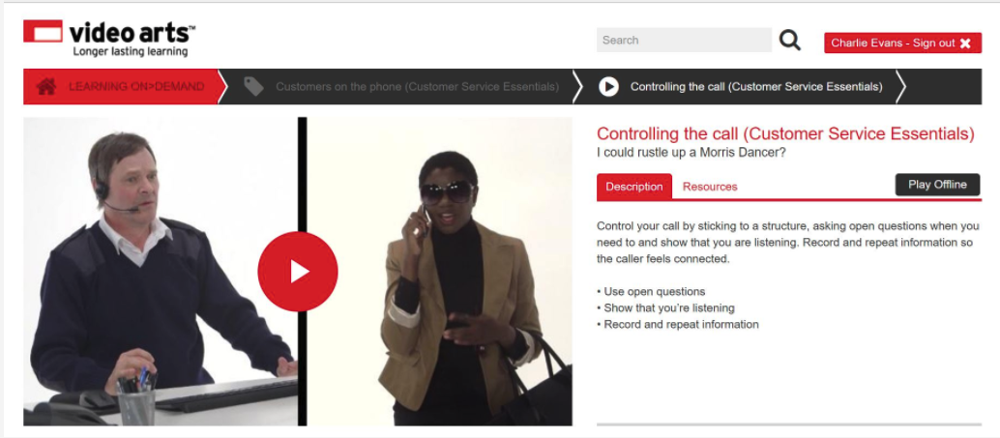 video arts™
Longer lasting learning
Search
Charlie Evans - Sign out
LEARNING ON>DEMAND
Customers on the phone (Customer Service Essentials)
Controlling the call (Customer Service Essentials)
Controlling the call (Customer Service Essentials)
I could rustle up a Morris Dancer?
Description
Resources
Play Offline
Control your call by sticking to a structure, asking open questions when you
need to and show that you are listening. Record and repeat information so
the caller feels connected.
• Use open questions
• Show that you're listening
• Record and repeat information